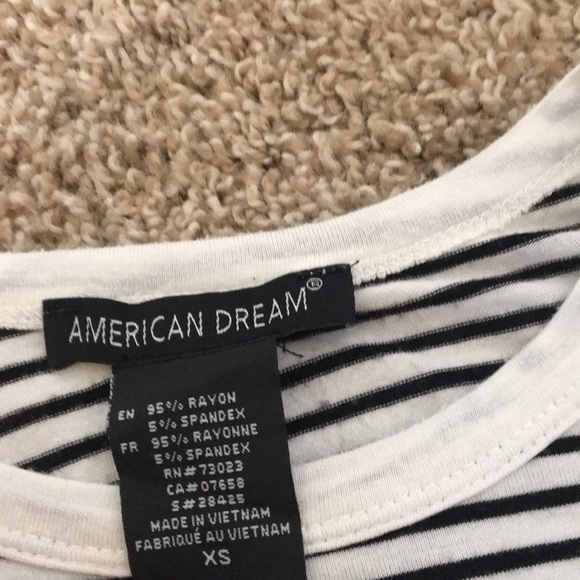 AMERICAN DREAM®
EN 95% RAYON
5% SPANDEX
FR 95% RAYONNE
5% SPANDEX
RN#73023
CA#07658
S#28425
MADE IN VIETNAM
FABRIQUÉ AU VIETNAM
XS